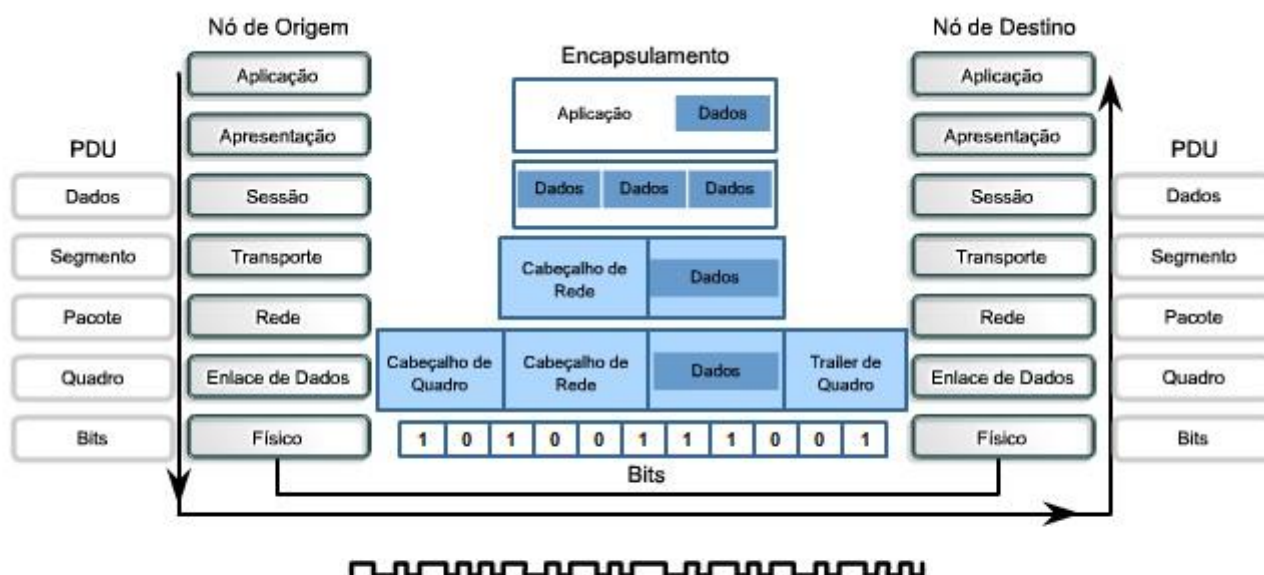 Nó de Origem
Nó de Destino
Encapsulamento
Aplicação
Aplicação
Dados
Aplicação
Apresentação
Apresentação
PDU
PDU
Dados
Sessão
Dados
Dados
Dados
Sessão
Dados
Segmento
Transporte
Cabeçalho de
Rede
Dados
Transporte
Segmento
Pacote
Rede
Rede
Pacote
Quadro
Enlace de Dados
Cabeçalho de
Quadro
Cabeçalho de
Rede
Dados
Trailer de
Quadro
Enlace de Dados
Quadro
Bits
Físico
1 0 1 0 0 1 1 1 0 0 1
Físico
Bits
Bits